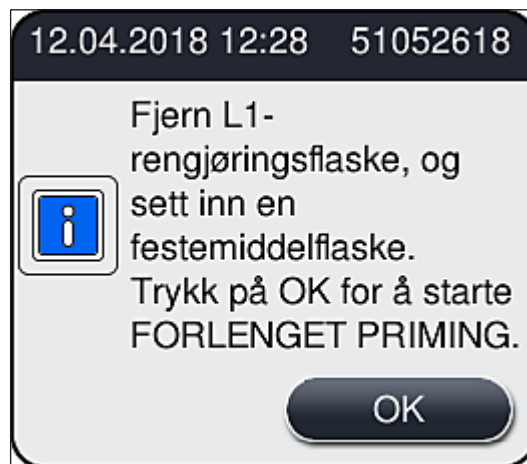 12.04.2018 12:28 51052618
Fjern L1-
rengjøringsflaske, og
sett inn en
festemiddelflaske.
Trykk på OK for å starte
FORLENGET PRIMING.
OK